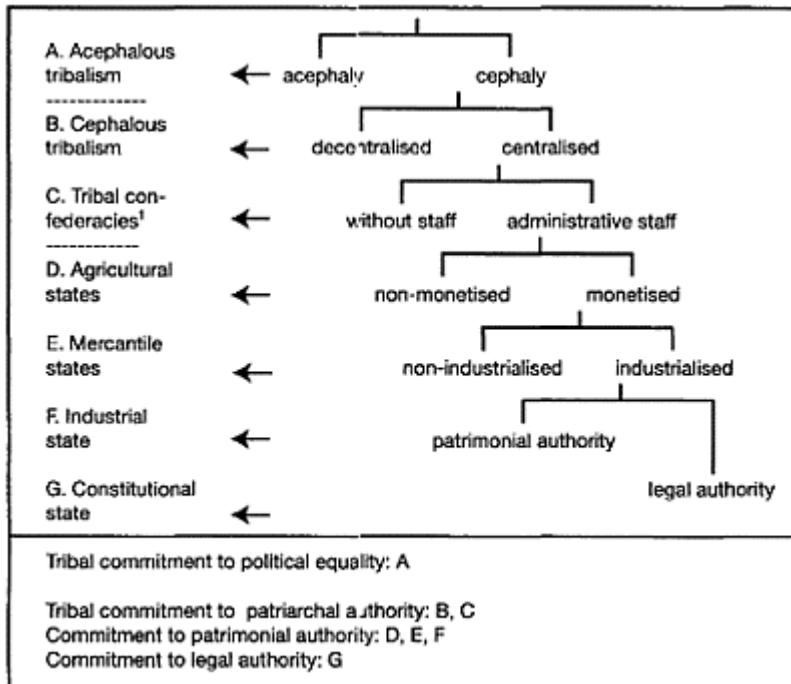 A. Acephalous
tribalism
acephaly cephaly
-------------
B. Cephalous
tribalism
decentralised centralised
C. Tribal con-
federacies¹
without staff administrative staff
-------------
D. Agricultural
states
non-monetised monetised
E. Mercantile
states
non-industrialised industrialised
F. Industrial
state
patrimonial authority
G. Constitutional
state
legal authority
Tribal commitment to political equality: A
Tribal commitment to patriarchal authority: B, C
Commitment to patrimonial authority: D, E, F
Commitment to legal authority: G